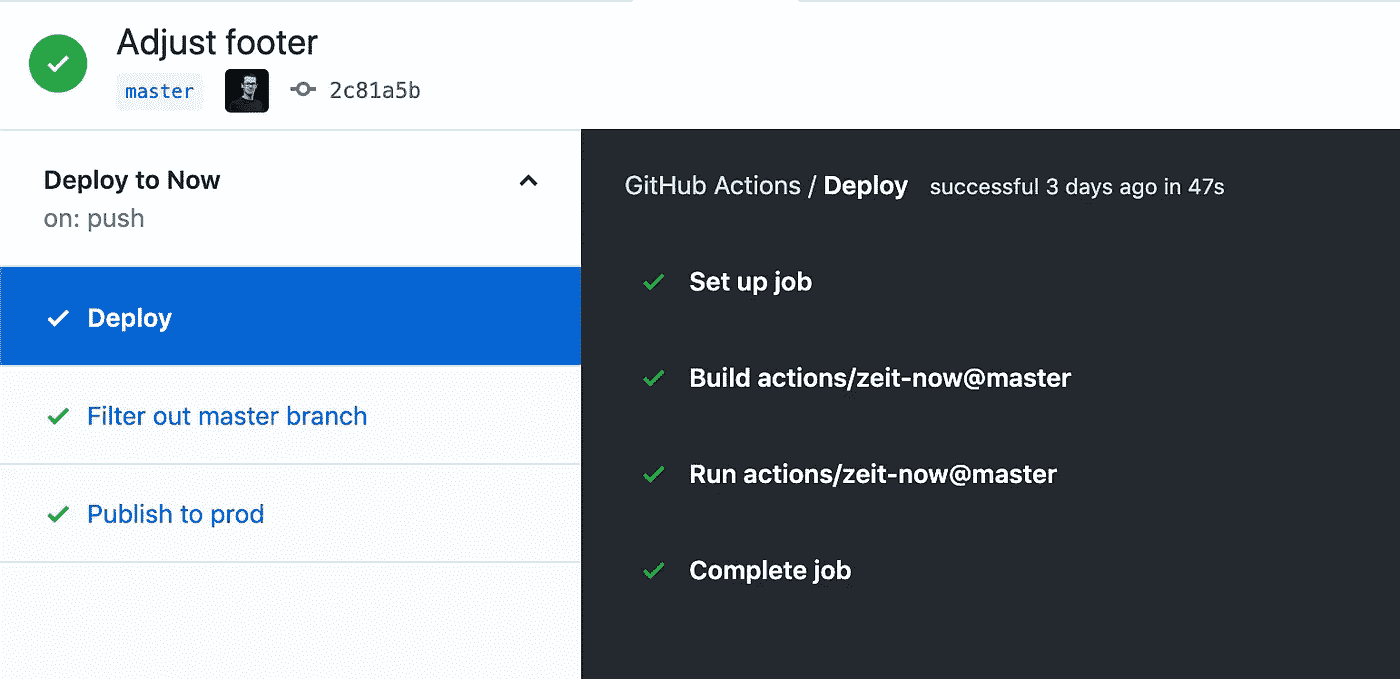 Adjust footer
master 2c81a5b
Deploy to Now
on: push
Deploy
Filter out master branch
Publish to prod
GitHub Actions / Deploy successful 3 days ago in 47s
Set up job
Build actions/zeit-now@master
Run actions/zeit-now@master
Complete job